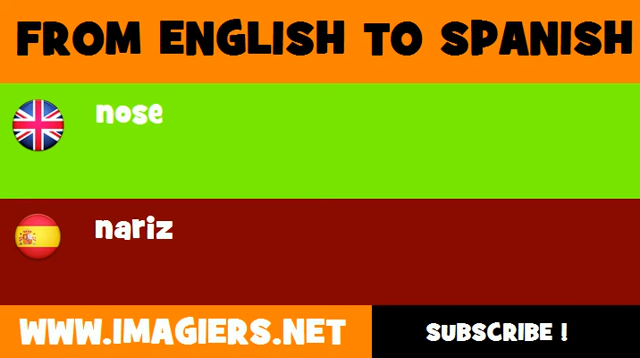 FROM ENGLISH TO SPANISH
nose
nariz
WWW.IMAGIERS.NET
SUBSCRIBE !